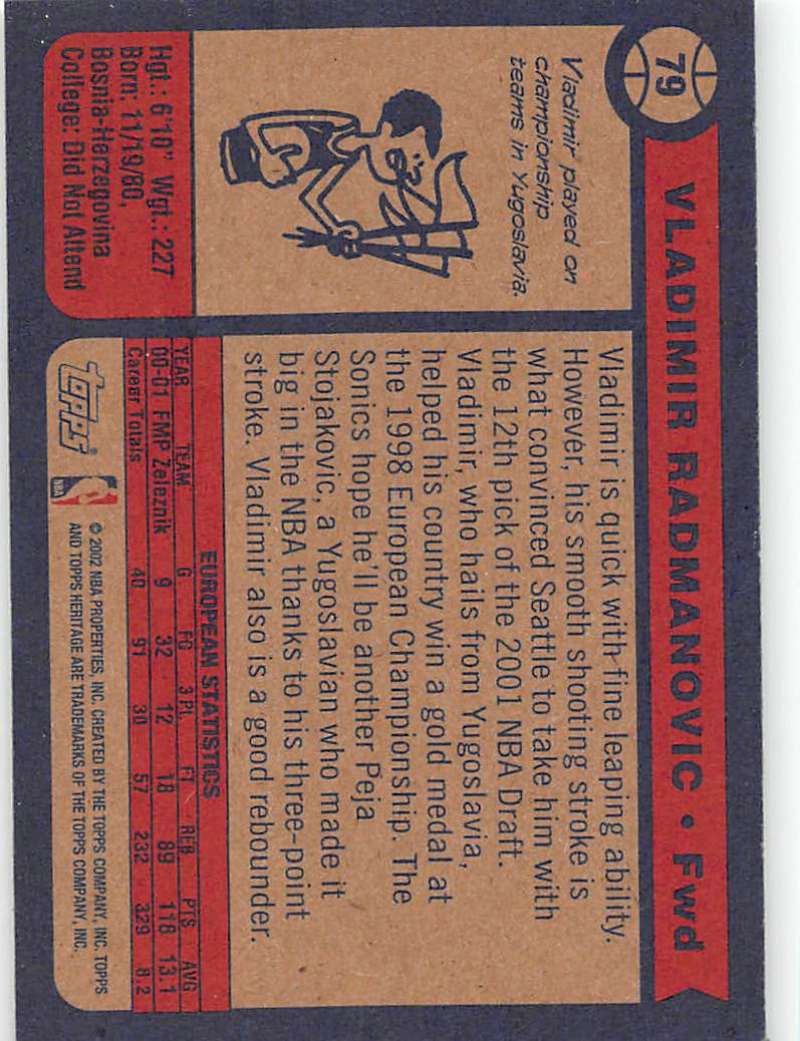 79
VLADIMIR RADMANOVIC • Fwd
Vladimir played on
championship
teams in Yugoslavia.
Hgt.: 6'10" Wgt.: 227
Born: 11/19/80,
Bosnia-Herzegovina
College: Did Not Attend
Vladimir is quick with fine leaping ability.
However, his smooth shooting stroke is
what convinced Seattle to take him with
the 12th pick of the 2001 NBA Draft.
Vladimir, who hails from Yugoslavia,
helped his country win a gold medal at
the 1998 European Championship. The
Sonics hope he'll be another Peja
Stojakovic, a Yugoslavian who made it
big in the NBA thanks to his three-point
stroke. Vladimir also is a good rebounder.
EUROPEAN STATISTICS
YEAR TEAM G FG 3 Pt. FT REB PTS AVG
00-01 FMP Zeleznik 9 32 12 18 89 118 13.1
Career Totals 40 91 30 57 232 329 8.2
Topps®
NBA
© 2002 NBA PROPERTIES, INC. CREATED BY THE TOPPS COMPANY, INC. TOPPS
AND TOPPS HERITAGE ARE TRADEMARKS OF THE TOPPS COMPANY, INC.